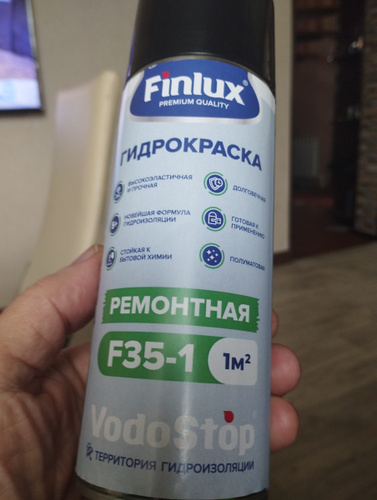 Finlux®
PREMIUM QUALITY
ГИДРОКРАСКА
ВЫСОКОЭЛАСТИЧНАЯ
И ПРОЧНАЯ
ДОЛГОВЕЧНАЯ
НОВЕЙШАЯ ФОРМУЛА
ГИДРОИЗОЛЯЦИИ
ГОТОВАЯ К
ПРИМЕНЕНИЮ
СТОЙКАЯ К
БЫТОВОЙ ХИМИИ
ПОЛУМАТОВАЯ
РЕМОНТНАЯ
F35-1 1м²
VodoStop®
ТЕРРИТОРИЯ ГИДРОИЗОЛЯЦИИ